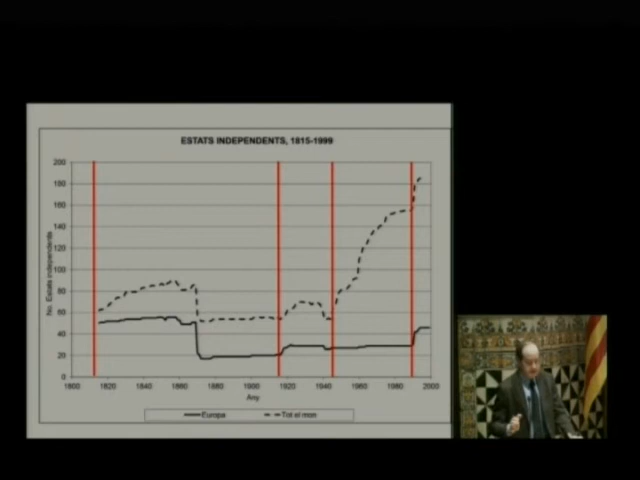 ESTATS INDEPENDENTS, 1815-1999
200
180
160
140
120
100
80
60
40
20
0
No. Estats independents
1800 1820 1840 1860 1880 1900 1920 1940 1960 1980 2000
Any
Europa Tot el mon